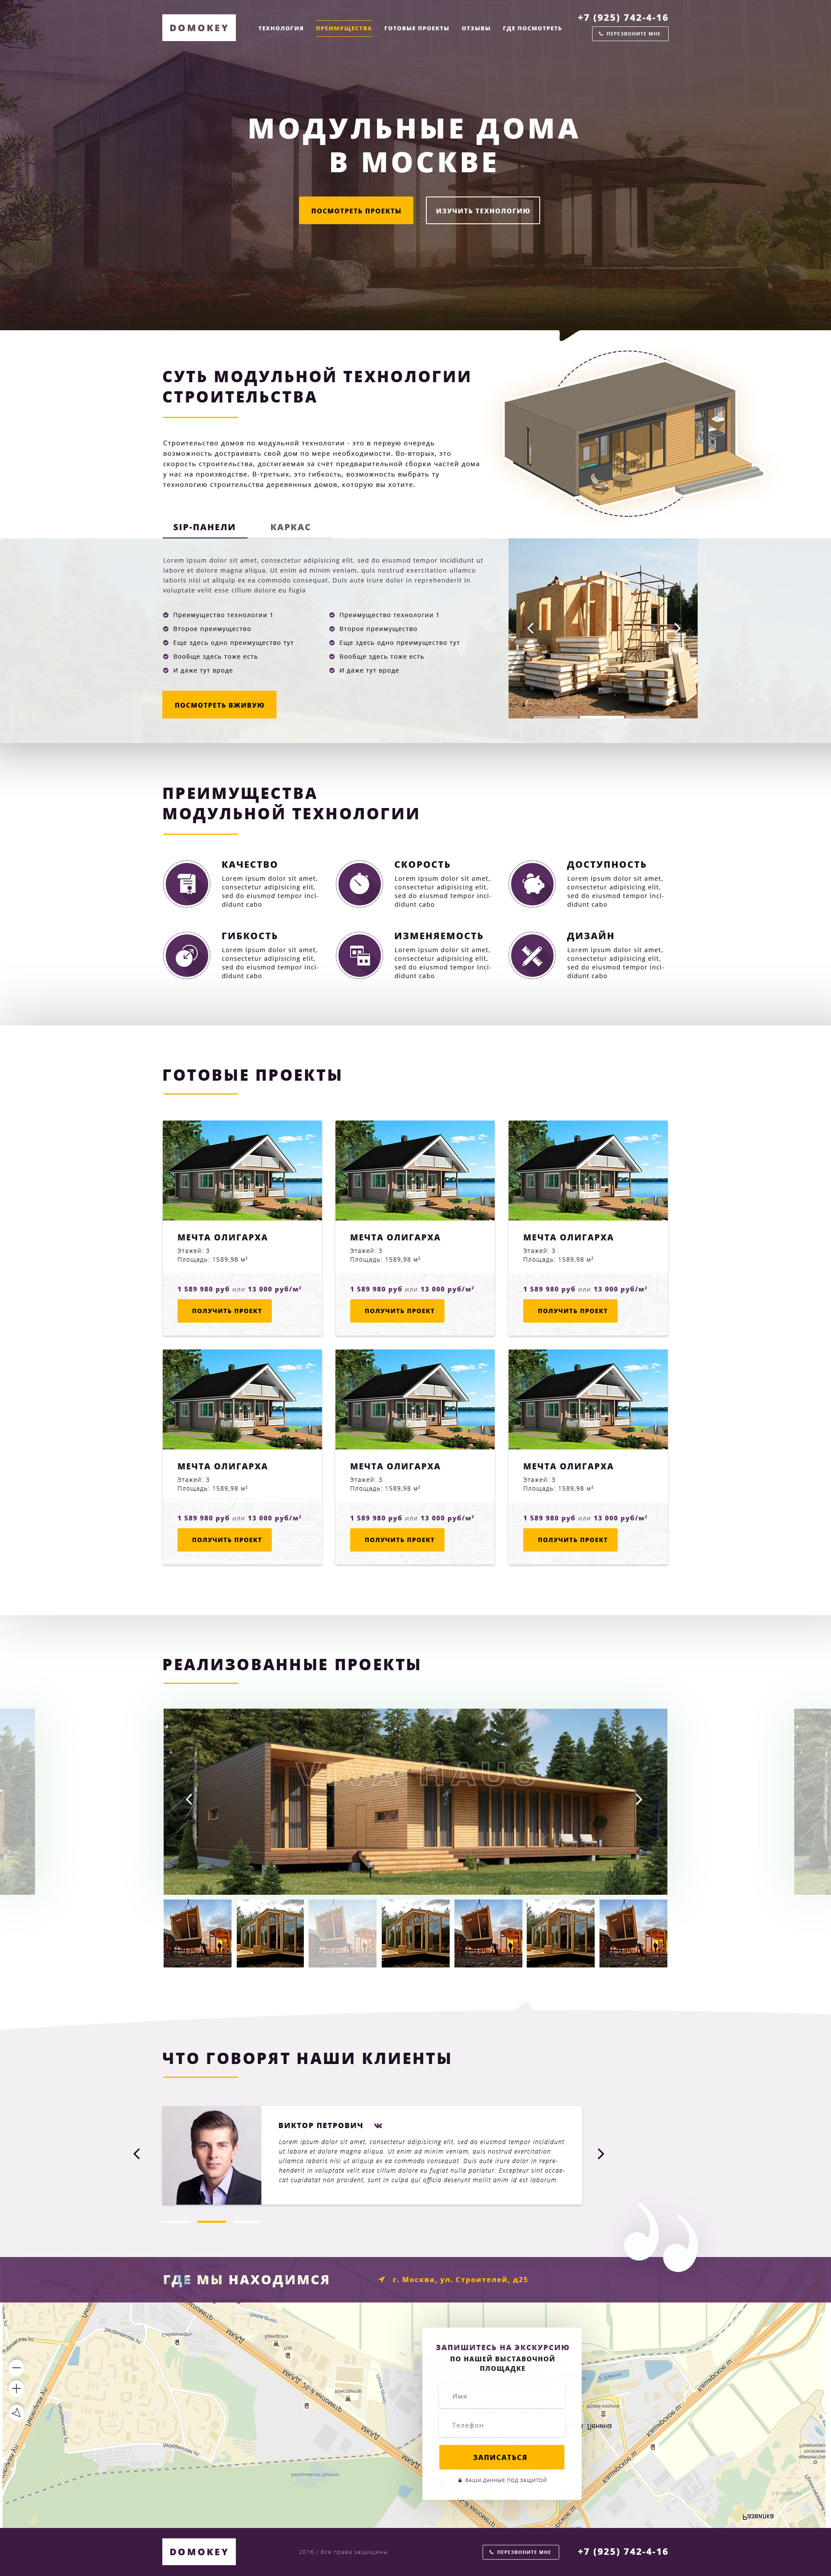 DOMOKEY
ТЕХНОЛОГИЯ
ПРЕИМУЩЕСТВА
ГОТОВЫЕ ПРОЕКТЫ
ОТЗЫВЫ
ГДЕ ПОСМОТРЕТЬ
+7 (925) 742-4-16
ПЕРЕЗВОНИТЕ МНЕ
МОДУЛЬНЫЕ ДОМА
В МОСКВЕ
ПОСМОТРЕТЬ ПРОЕКТЫ
ИЗУЧИТЬ ТЕХНОЛОГИЮ
СУТЬ МОДУЛЬНОЙ ТЕХНОЛОГИИ
СТРОИТЕЛЬСТВА
Строительство домов по модульной технологии - это в первую очередь
возможность достраивать свой дом по мере необходимости. Во-вторых, это
скорость строительства, достигаемая за счёт предварительной сборки частей дома
у нас на производстве. В-третьих, это гибкость, возможность выбрать ту
технологию строительства деревянных домов, которую вы хотите.
SIP-ПАНЕЛИ
КАРКАС
Lorem ipsum dolor sit amet, consectetur adipisicing elit, sed do eiusmod tempor incididunt ut
labore et dolore magna aliqua. Ut enim ad minim veniam, quis nostrud exercitation ullamco
laboris nisi ut aliquip ex ea commodo consequat. Duis aute irure dolor in reprehenderit in
voluptate velit esse cillum dolore eu fugia
Преимущество технологии 1
Второе преимущество
Еще здесь одно преимущество тут
Вообще здесь тоже есть
И даже тут вроде
Преимущество технологии 1
Второе преимущество
Еще здесь одно преимущество тут
Вообще здесь тоже есть
И даже тут вроде
ПОСМОТРЕТЬ ВЖИВУЮ
ПРЕИМУЩЕСТВА
МОДУЛЬНОЙ ТЕХНОЛОГИИ
КАЧЕСТВО
Lorem ipsum dolor sit amet,
consectetur adipisicing elit,
sed do eiusmod tempor inci-
didunt cabo
СКОРОСТЬ
Lorem ipsum dolor sit amet,
consectetur adipisicing elit,
sed do eiusmod tempor inci-
didunt cabo
ДОСТУПНОСТЬ
Lorem ipsum dolor sit amet,
consectetur adipisicing elit,
sed do eiusmod tempor inci-
didunt cabo
ГИБКОСТЬ
Lorem ipsum dolor sit amet,
consectetur adipisicing elit,
sed do eiusmod tempor inci-
didunt cabo
ИЗМЕНЯЕМОСТЬ
Lorem ipsum dolor sit amet,
consectetur adipisicing elit,
sed do eiusmod tempor inci-
didunt cabo
ДИЗАЙН
Lorem ipsum dolor sit amet,
consectetur adipisicing elit,
sed do eiusmod tempor inci-
didunt cabo
ГОТОВЫЕ ПРОЕКТЫ
МЕЧТА ОЛИГАРХА
Этажей: 3
Площадь: 1589,98 м²
1 589 980 руб или 13 000 руб/м²
ПОЛУЧИТЬ ПРОЕКТ
МЕЧТА ОЛИГАРХА
Этажей: 3
Площадь: 1589,98 м²
1 589 980 руб или 13 000 руб/м²
ПОЛУЧИТЬ ПРОЕКТ
МЕЧТА ОЛИГАРХА
Этажей: 3
Площадь: 1589,98 м²
1 589 980 руб или 13 000 руб/м²
ПОЛУЧИТЬ ПРОЕКТ
МЕЧТА ОЛИГАРХА
Этажей: 3
Площадь: 1589,98 м²
1 589 980 руб или 13 000 руб/м²
ПОЛУЧИТЬ ПРОЕКТ
МЕЧТА ОЛИГАРХА
Этажей: 3
Площадь: 1589,98 м²
1 589 980 руб или 13 000 руб/м²
ПОЛУЧИТЬ ПРОЕКТ
МЕЧТА ОЛИГАРХА
Этажей: 3
Площадь: 1589,98 м²
1 589 980 руб или 13 000 руб/м²
ПОЛУЧИТЬ ПРОЕКТ
РЕАЛИЗОВАННЫЕ ПРОЕКТЫ
VIVA HAUS
ЧТО ГОВОРЯТ НАШИ КЛИЕНТЫ
ВИКТОР ПЕТРОВИЧ
Lorem ipsum dolor sit amet, consectetur adipisicing elit, sed do eiusmod tempor incididunt
ut labore et dolore magna aliqua. Ut enim ad minim veniam, quis nostrud exercitation
ullamco laboris nisi ut aliquip ex ea commodo consequat. Duis aute irure dolor in repre-
henderit in voluptate velit esse cillum dolore eu fugiat nulla pariatur. Excepteur sint occae-
cat cupidatat non proident, sunt in culpa qui officia deserunt mollit anim id est laborum.
ГДЕ МЫ НАХОДИМСЯ
г. Москва, ул. Строителей, д25
ЗАПИШИТЕСЬ НА ЭКСКУРСИЮ
ПО НАШЕЙ ВЫСТАВОЧНОЙ
ПЛОЩАДКЕ
Имя
Телефон
ЗАПИСАТЬСЯ
ВАШИ ДАННЫЕ ПОД ЗАЩИТОЙ
МКАД
МКАД
Каширское ш.
Каширское ш.
Каширское ш.
Развилка
DOMOKEY
2016 / Все права защищены
ПЕРЕЗВОНИТЕ МНЕ
+7 (925) 742-4-16